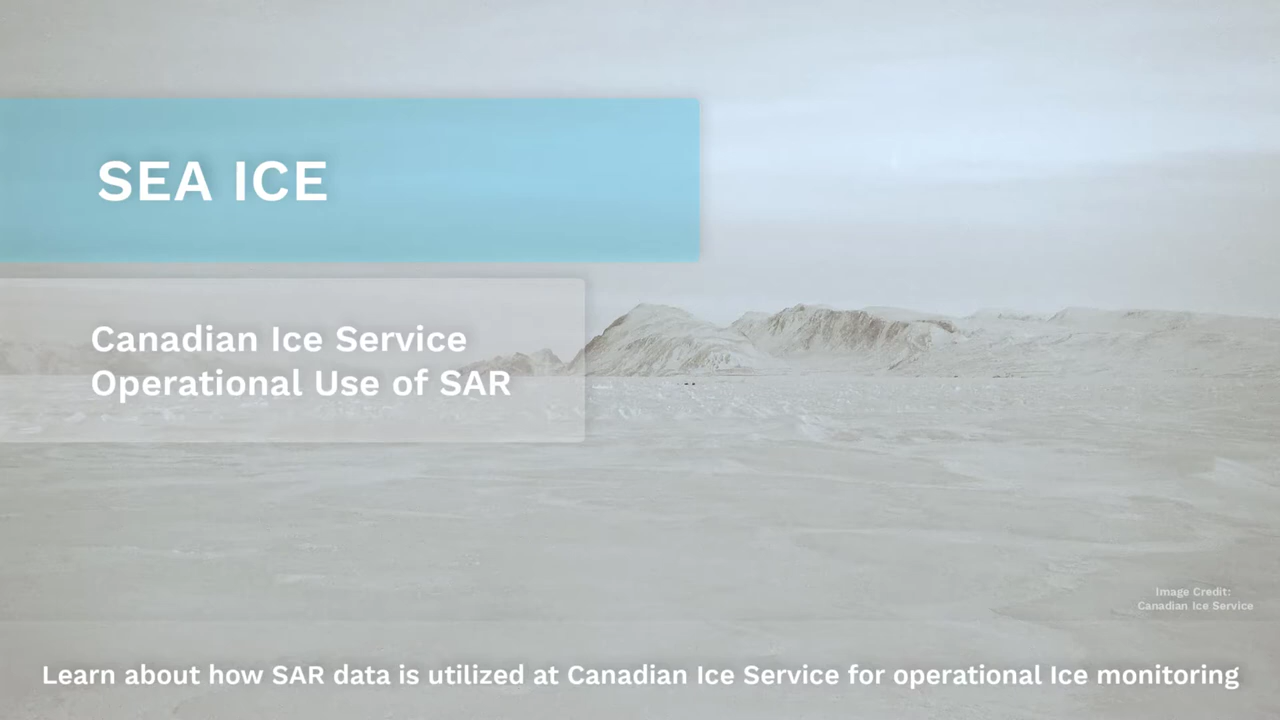 SEA ICE
Canadian Ice Service
Operational Use of SAR
Image Credit:
Canadian Ice Service
Learn about how SAR data is utilized at Canadian Ice Service for operational Ice monitoring